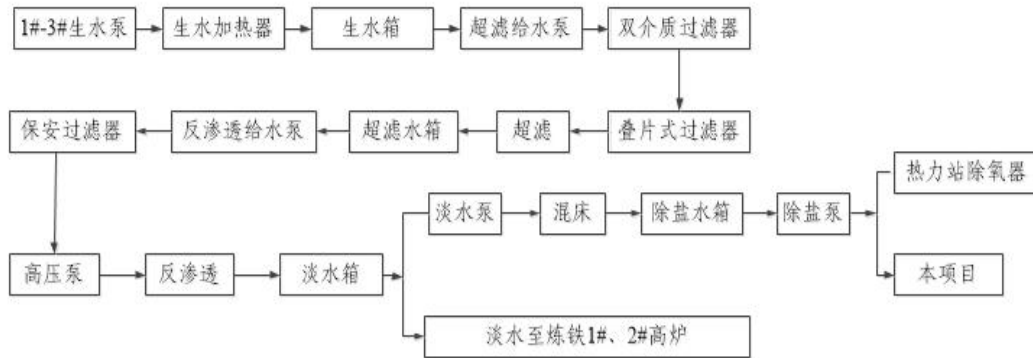 1#-3#生水泵
生水加热器
生水箱
超滤给水泵
双介质过滤器
叠片式过滤器
超滤
超滤水箱
反渗透给水泵
保安过滤器
高压泵
反渗透
淡水箱
淡水泵
混床
除盐水箱
除盐泵
热力站除氧器
本项目
淡水至炼铁1#、2#高炉